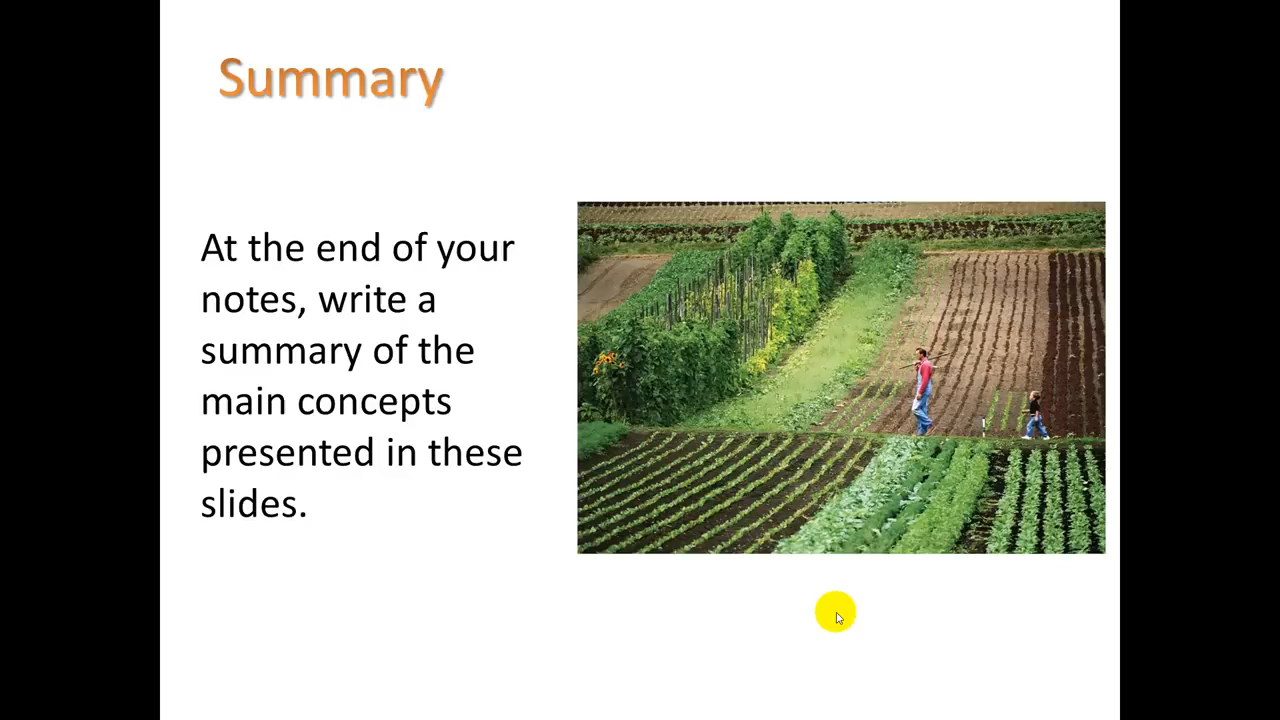 Summary
At the end of your
notes, write a
summary of the
main concepts
presented in these
slides.